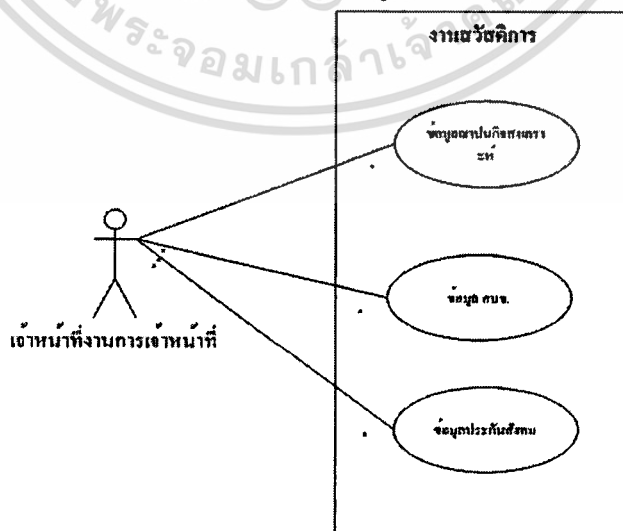 พระจอมเกล้าเจ้าคุณ
งานสวัสดิการ
ข้อมูลฌาปนกิจสงเคราะ
ะห์
ข้อมูล กบข.
เจ้าหน้าที่งานการเจ้าหน้าที่
ข้อมูลประกันสังคม